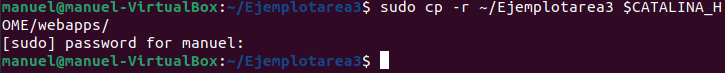 manuel@manuel-VirtualBox:~/Ejemplotarea3$ sudo cp -r ~/Ejemplotarea3 $CATALINA_H
OME/webapps/
[sudo] password for manuel:
manuel@manuel-VirtualBox:~/Ejemplotarea3$